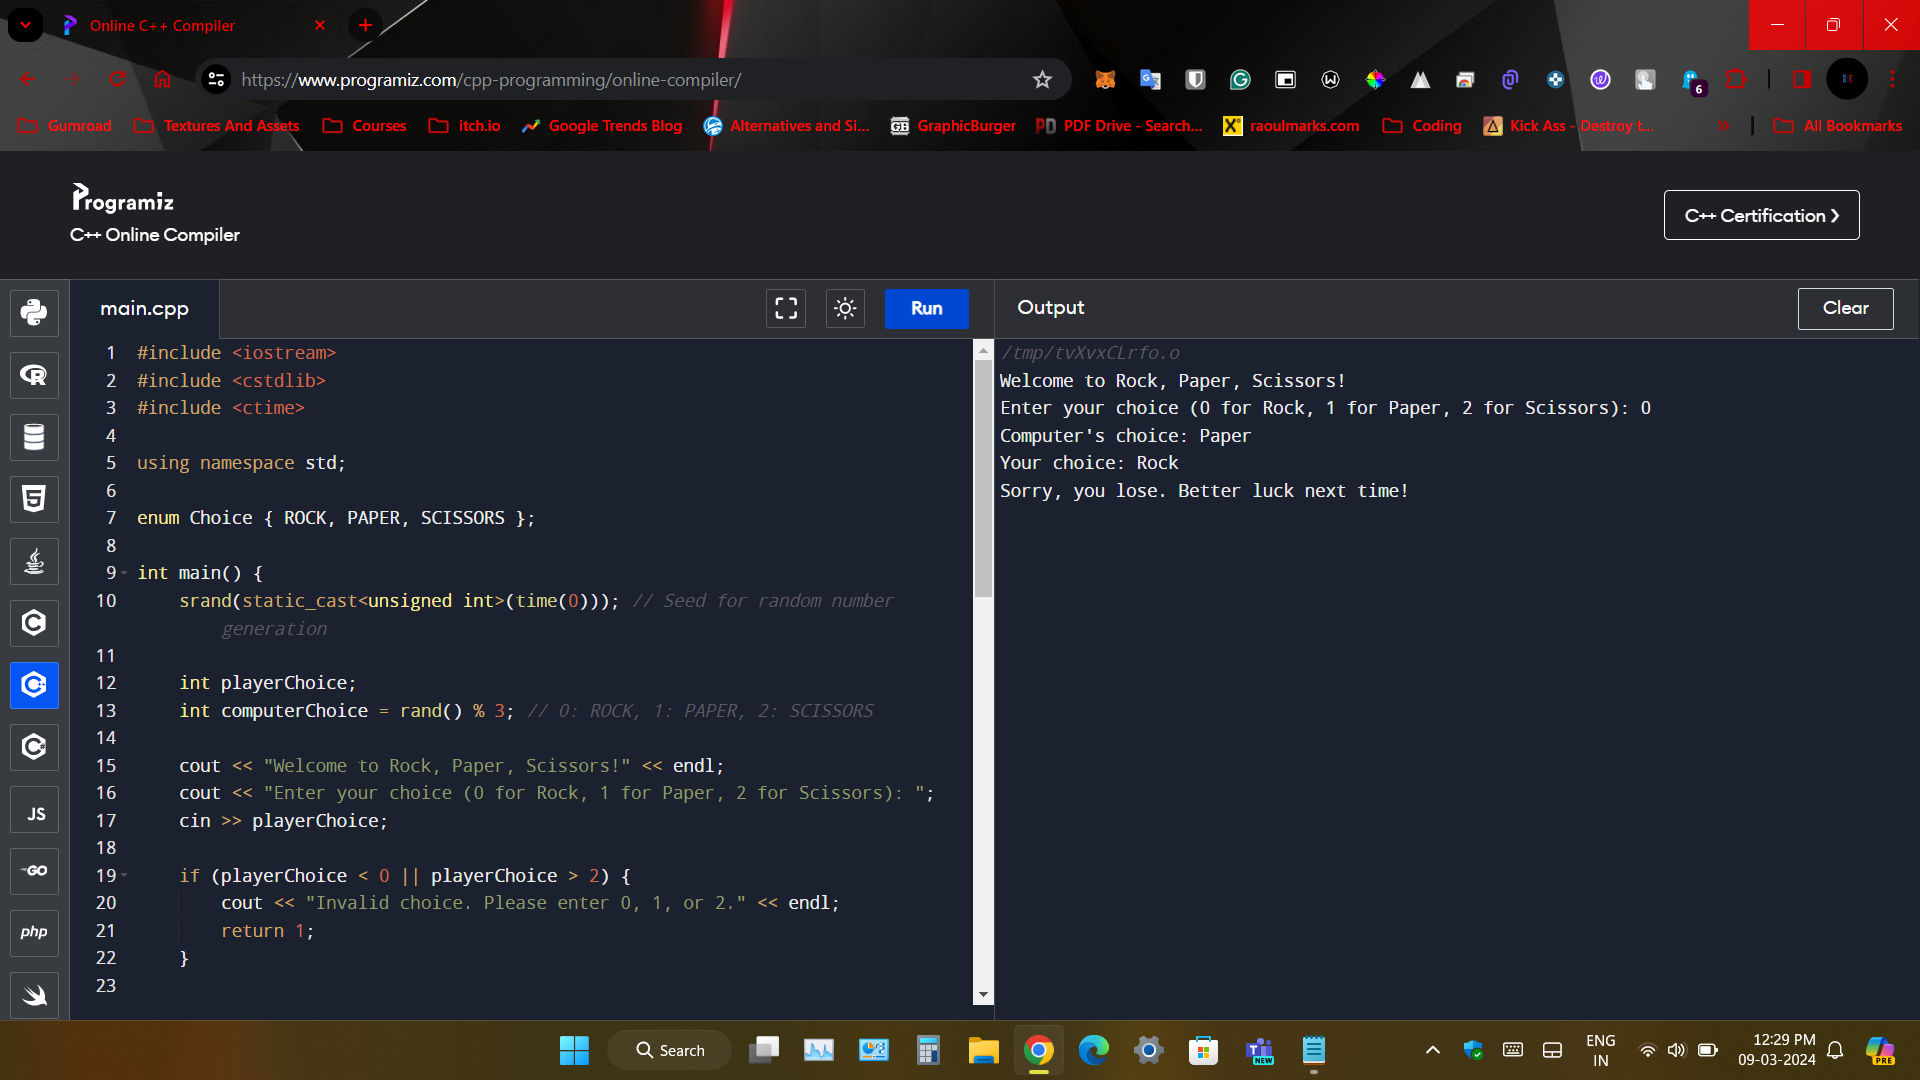 Online C++ Compiler
https://www.programiz.com/cpp-programming/online-compiler/
6
Gumroad
Textures And Assets
Courses
itch.io
Google Trends Blog
Alternatives and Si...
GB GraphicBurger
PD PDF Drive - Search...
raoulmarks.com
Coding
Kick Ass - Destroy t...
»
All Bookmarks
Programiz
C++ Online Compiler
C++ Certification ❯
main.cpp
Run
Output
Clear
1 #include <iostream>
2 #include <cstdlib>
3 #include <ctime>
4
5 using namespace std;
6
7 enum Choice { ROCK, PAPER, SCISSORS };
8
9 int main() {
10 srand(static_cast<unsigned int>(time(0))); // Seed for random number
generation
11
12 int playerChoice;
13 int computerChoice = rand() % 3; // 0: ROCK, 1: PAPER, 2: SCISSORS
14
15 cout << "Welcome to Rock, Paper, Scissors!" << endl;
16 cout << "Enter your choice (0 for Rock, 1 for Paper, 2 for Scissors): ";
17 cin >> playerChoice;
18
19 if (playerChoice < 0 || playerChoice > 2) {
20 cout << "Invalid choice. Please enter 0, 1, or 2." << endl;
21 return 1;
22 }
23
/tmp/tvXvxCLrfo.o
Welcome to Rock, Paper, Scissors!
Enter your choice (0 for Rock, 1 for Paper, 2 for Scissors): 0
Computer's choice: Paper
Your choice: Rock
Sorry, you lose. Better luck next time!
JS
GO
php
Search
NEW
ENG
IN
12:29 PM
09-03-2024
PRE